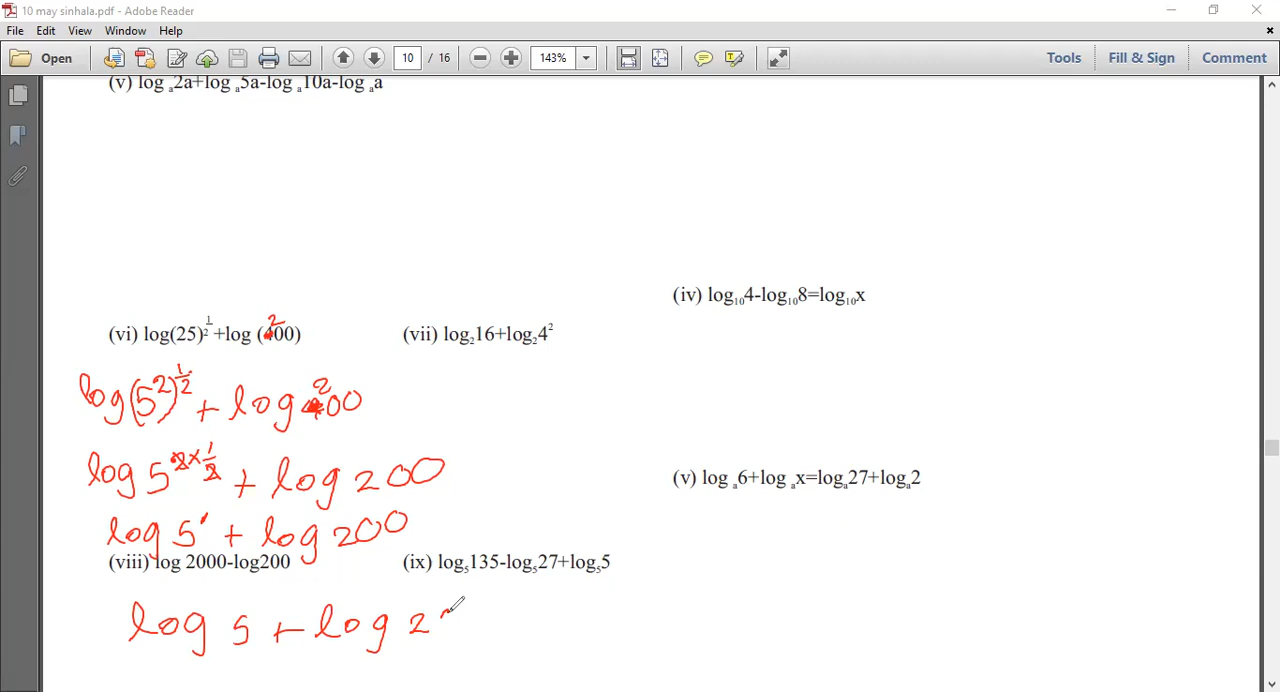 10 may sinhala.pdf - Adobe Reader
File Edit View Window Help
Open 10 / 16 143% Tools Fill & Sign Comment
(v) log ₐ2a+log ₐ5a-log ₐ10a-log ₐa
(iv) log₁₀4-log₁₀8=log₁₀x
(vi) log(25)^1/2 +log (200) (vii) log₂16+log₂4²
log(5²)^1/2 + log 200
log 5^2×1/2 + log 200
(v) log ₐ6+log ₐx=logₐ27+logₐ2
log 5¹ + log 200
(viii) log 2000-log200 (ix) log₅135-log₅27+log₅5
log 5 + log 2